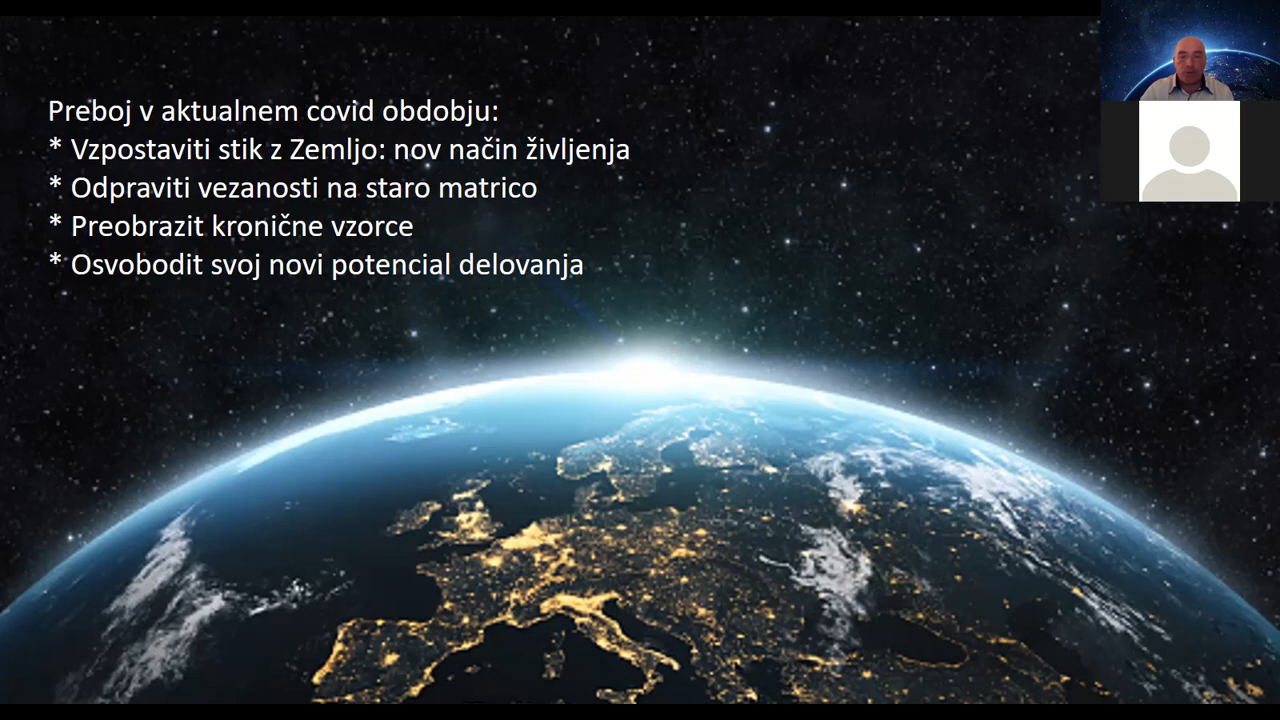 Preboj v aktualnem covid obdobju:
* Vzpostaviti stik z Zemljo: nov način življenja
* Odpraviti vezanosti na staro matrico
* Preobrazit kronične vzorce
* Osvobodit svoj novi potencial delovanja